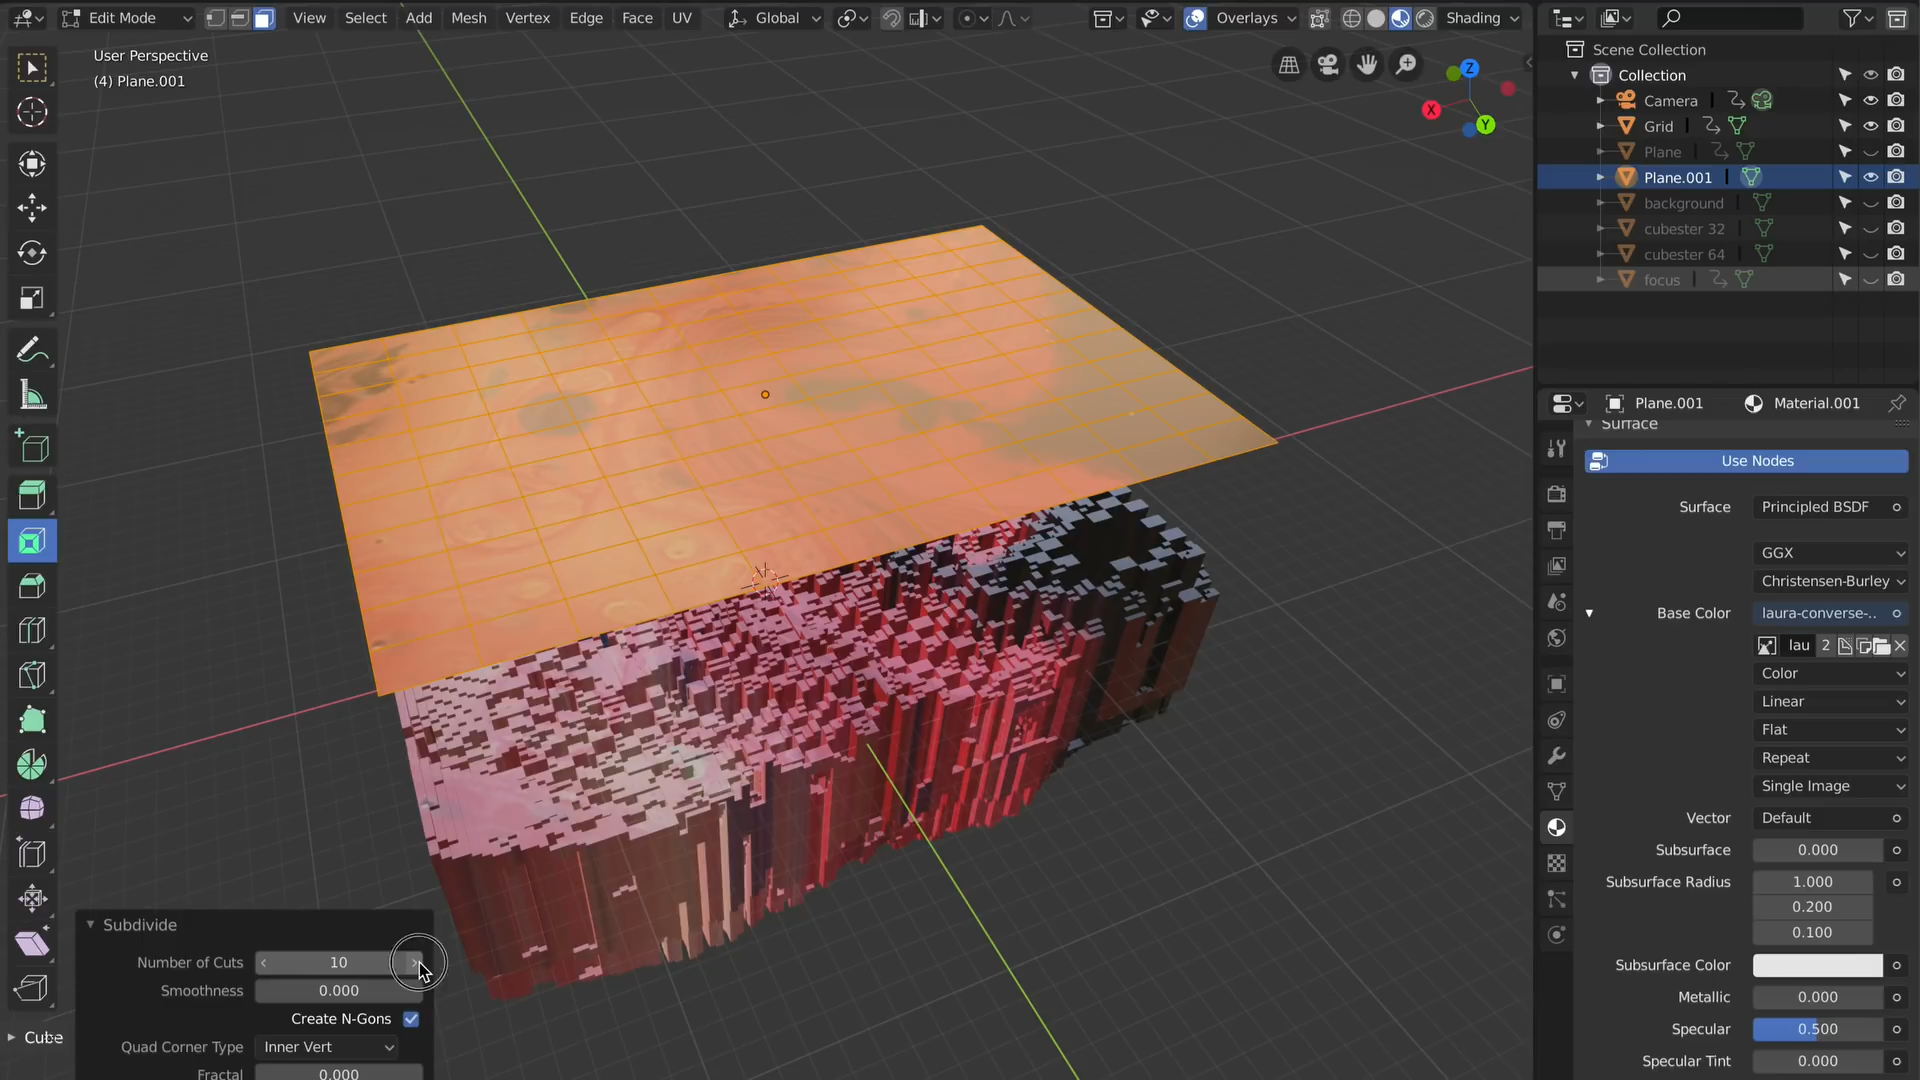 Edit Mode View Select Add Mesh Vertex Edge Face UV Global Overlays Shading
User Perspective
(4) Plane.001
Z
X
Y
Scene Collection
Collection
Camera
Grid
Plane
Plane.001
background
cubester 32
cubester 64
focus
Plane.001 Material.001
Surface
Use Nodes
Surface Principled BSDF
GGX
Christensen-Burley
Base Color laura-converse-..
lau 2
Color
Linear
Flat
Repeat
Single Image
Vector Default
Subsurface 0.000
Subsurface Radius 1.000
0.200
0.100
Subsurface Color
Metallic 0.000
Specular 0.500
Specular Tint 0.000
Subdivide
Number of Cuts 10
Smoothness 0.000
Create N-Gons
Quad Corner Type Inner Vert
Fractal 0.000
Cube